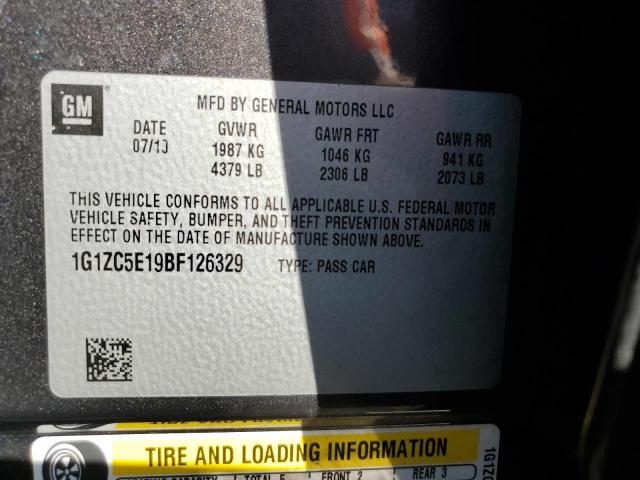 GM
MFD BY GENERAL MOTORS LLC
DATE GVWR GAWR FRT GAWR RR
07/10 1987 KG 1046 KG 941 KG
4379 LB 2306 LB 2073 LB
THIS VEHICLE CONFORMS TO ALL APPLICABLE U.S. FEDERAL MOTOR
VEHICLE SAFETY, BUMPER, AND THEFT PREVENTION STANDARDS
IN EFFECT ON THE DATE OF MANUFACTURE SHOWN ABOVE.
1G1ZC5E19BF126329 TYPE: PASS CAR
TIRE AND LOADING INFORMATION
TOTAL 5 FRONT 2 REAR 3
1G1ZC